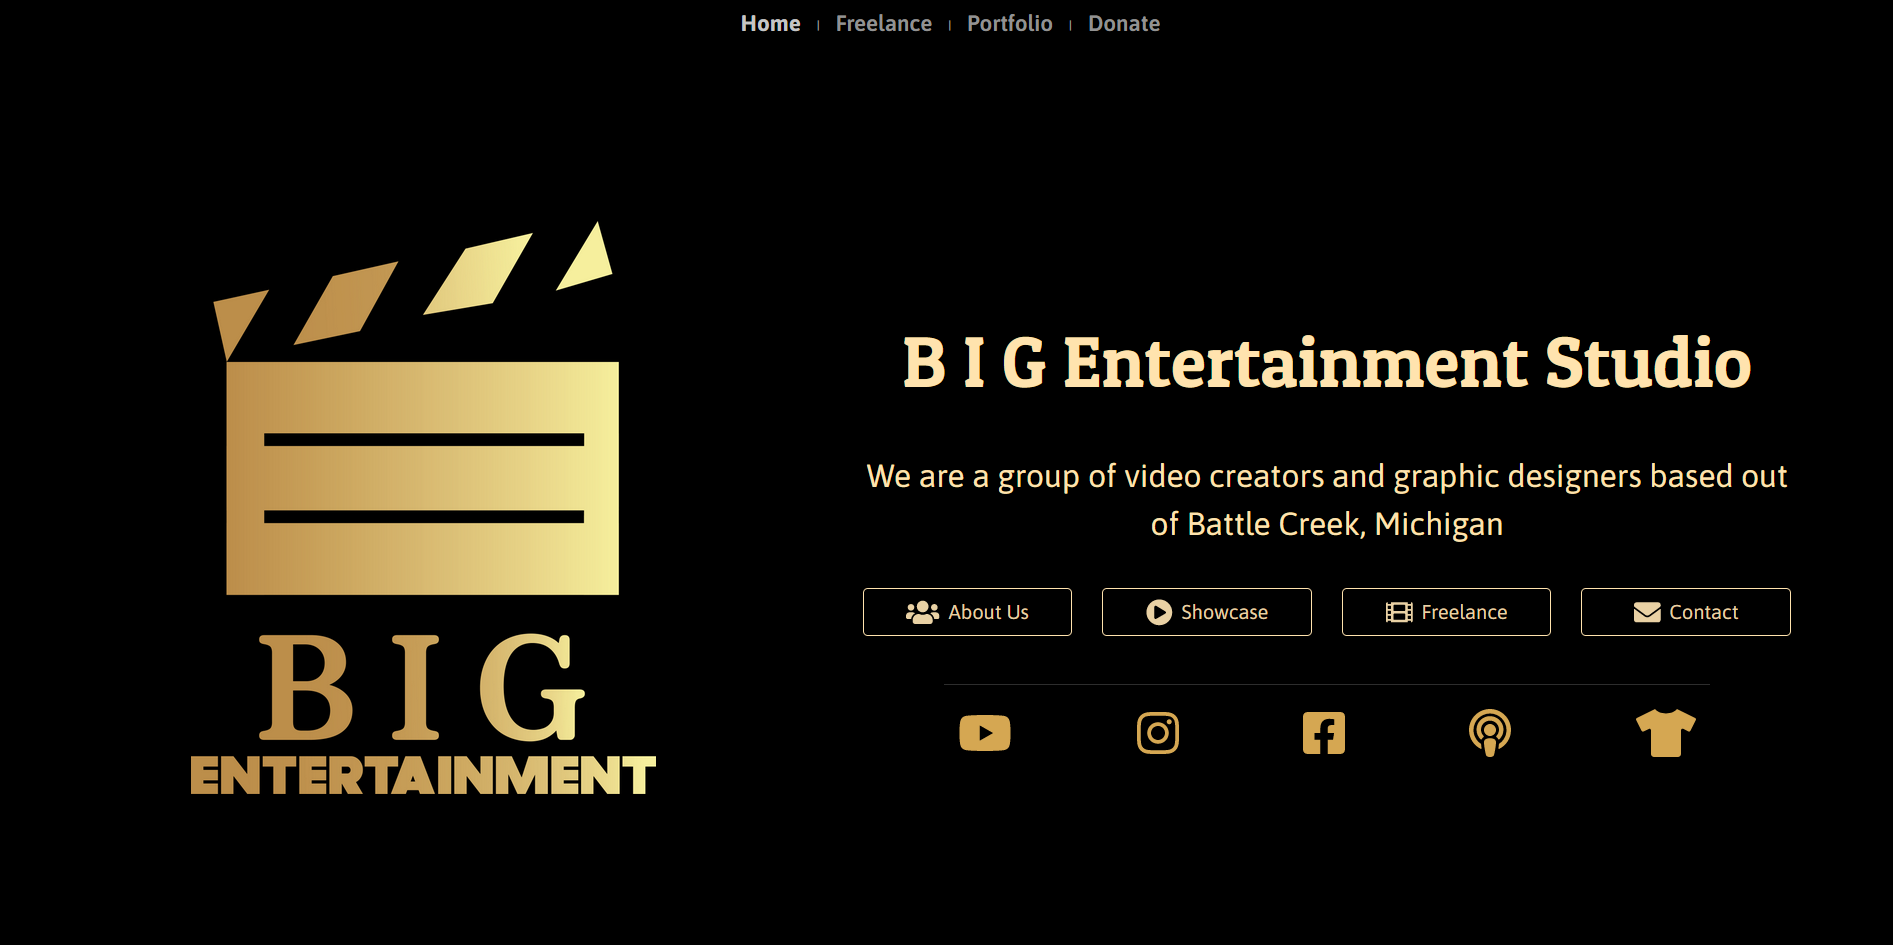 Home | Freelance | Portfolio | Donate
B I G
ENTERTAINMENT
B I G Entertainment Studio
We are a group of video creators and graphic designers based out
of Battle Creek, Michigan
About Us Showcase Freelance Contact